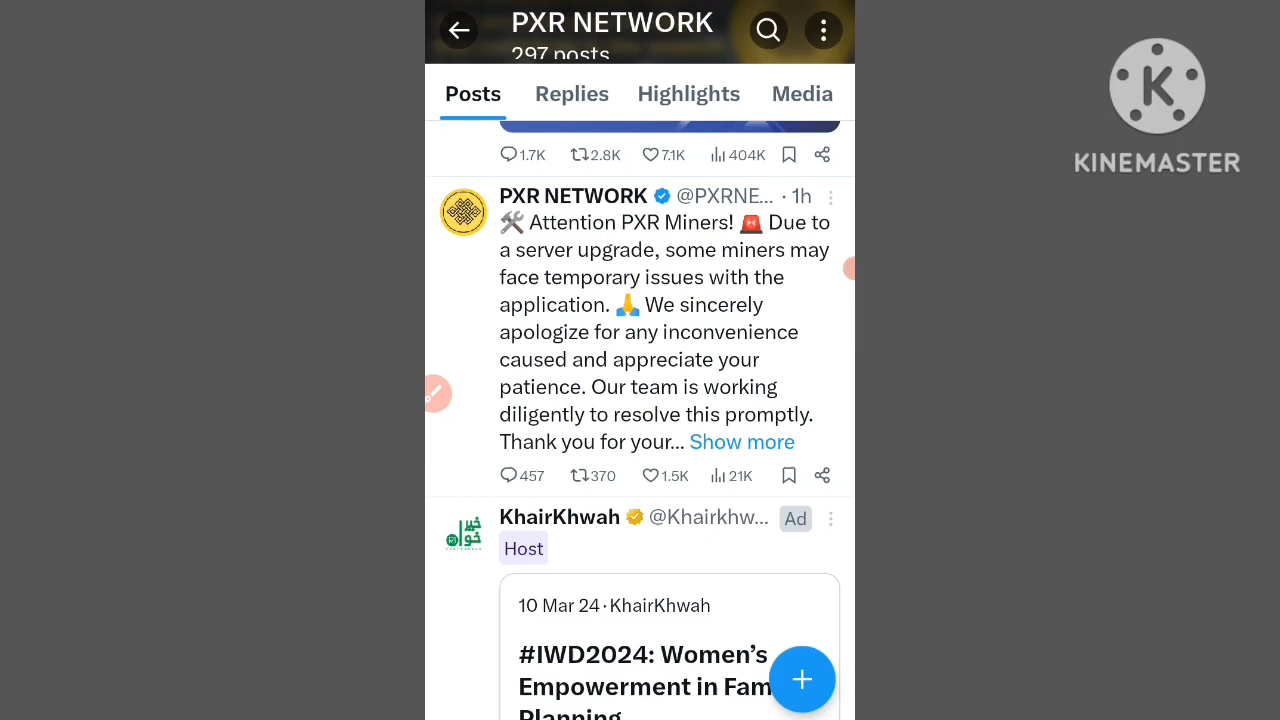 PXR NETWORK
297 posts
Posts Replies Highlights Media
1.7K 2.8K 7.1K 404K
PXR NETWORK @PXRNE... · 1h
🛠 Attention PXR Miners! 🚨 Due to
a server upgrade, some miners may
face temporary issues with the
application. 🙏 We sincerely
apologize for any inconvenience
caused and appreciate your
patience. Our team is working
diligently to resolve this promptly.
Thank you for your... Show more
457 370 1.5K 21K
KhairKhwah @Khairkhw... Ad
خیر خواہ
Host
10 Mar 24·KhairKhwah
#IWD2024: Women’s
Empowerment in Fam
Planning
K
KINEMASTER